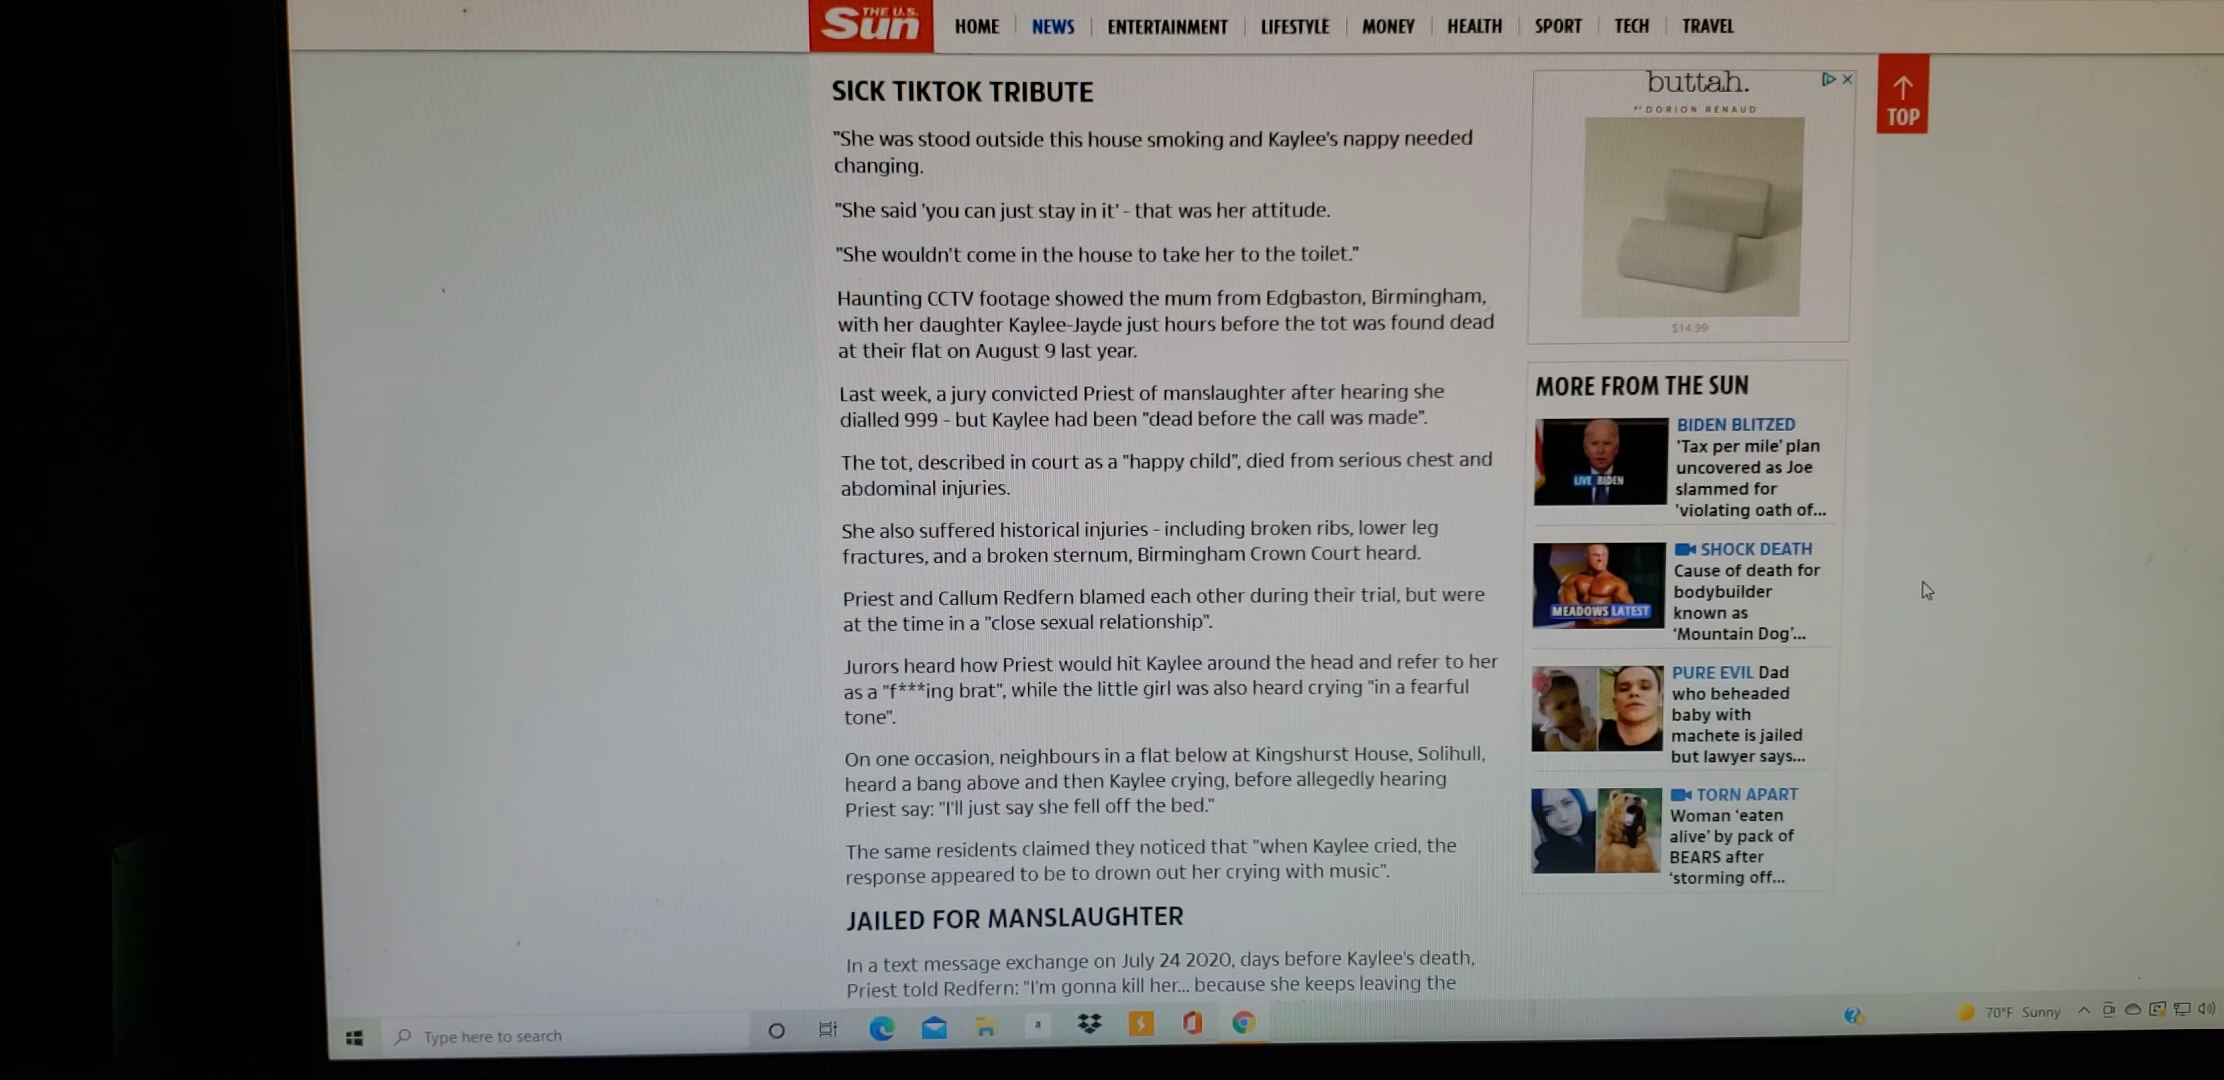 THE U.S.
Sun
HOME
NEWS
ENTERTAINMENT
LIFESTYLE
MONEY
HEALTH
SPORT
TECH
TRAVEL
SICK TIKTOK TRIBUTE
"She was stood outside this house smoking and Kaylee's nappy needed
changing.
"She said 'you can just stay in it' - that was her attitude.
"She wouldn't come in the house to take her to the toilet."
Haunting CCTV footage showed the mum from Edgbaston, Birmingham,
with her daughter Kaylee-Jayde just hours before the tot was found dead
at their flat on August 9 last year.
Last week, a jury convicted Priest of manslaughter after hearing she
dialled 999 - but Kaylee had been "dead before the call was made".
The tot, described in court as a "happy child", died from serious chest and
abdominal injuries.
She also suffered historical injuries - including broken ribs, lower leg
fractures, and a broken sternum, Birmingham Crown Court heard.
Priest and Callum Redfern blamed each other during their trial, but were
at the time in a "close sexual relationship".
Jurors heard how Priest would hit Kaylee around the head and refer to her
as a "f***ing brat", while the little girl was also heard crying "in a fearful
tone".
On one occasion, neighbours in a flat below at Kingshurst House, Solihull,
heard a bang above and then Kaylee crying, before allegedly hearing
Priest say: "I'll just say she fell off the bed."
The same residents claimed they noticed that "when Kaylee cried, the
response appeared to be to drown out her crying with music".
JAILED FOR MANSLAUGHTER
In a text message exchange on July 24 2020, days before Kaylee's death,
Priest told Redfern: "I'm gonna kill her... because she keeps leaving the
buttah.
BY DORION RENAUD
$14.99
TOP
MORE FROM THE SUN
LIVE BIDEN
BIDEN BLITZED
'Tax per mile' plan
uncovered as Joe
slammed for
'violating oath of...
MEADOWS LATEST
SHOCK DEATH
Cause of death for
bodybuilder
known as
'Mountain Dog'...
PURE EVIL Dad
who beheaded
baby with
machete is jailed
but lawyer says...
TORN APART
Woman 'eaten
alive' by pack of
BEARS after
'storming off...
Type here to search
a
70°F Sunny